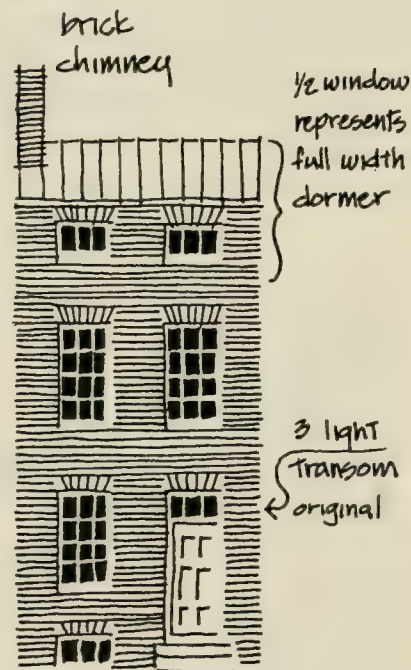 brick
chimney
½ window
represents
full width
dormer
3 light
transom
original